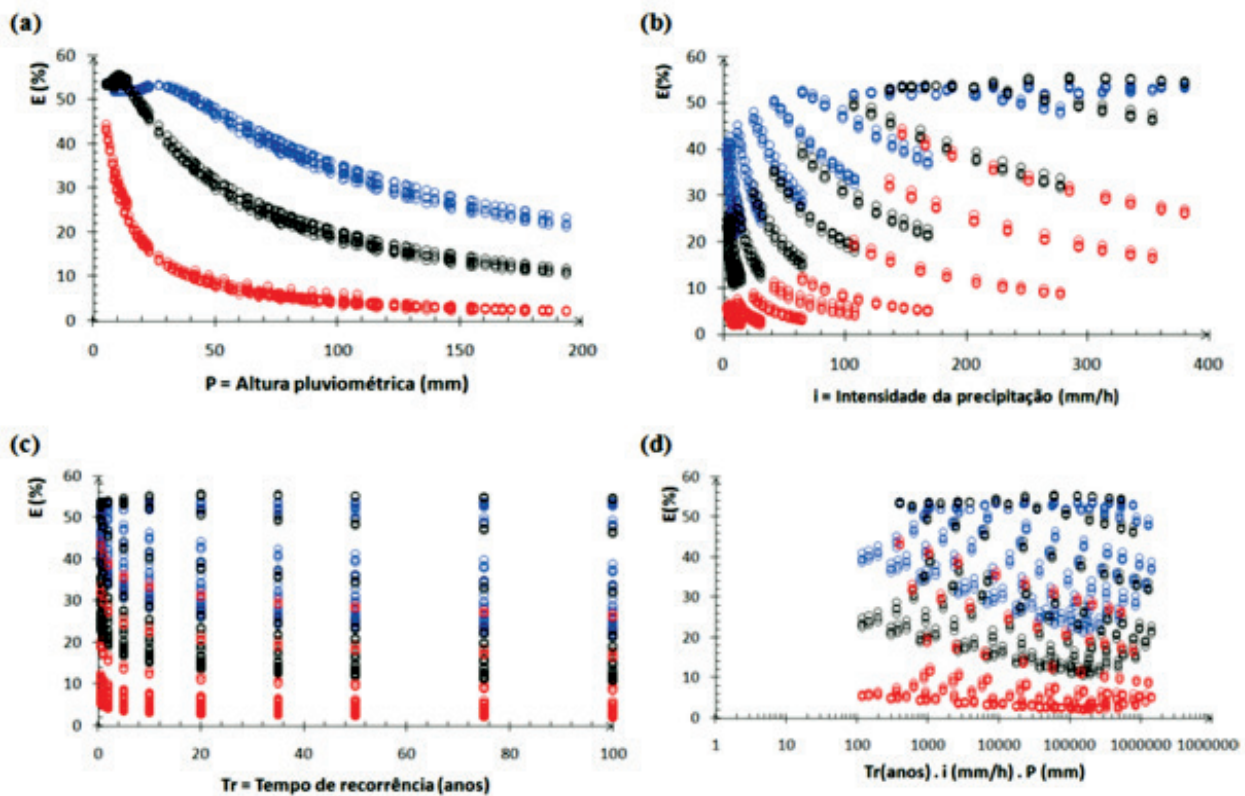 (a)
E (%)
60
50
40
30
20
10
0
0 50 100 150 200
P = Altura pluviométrica (mm)
(b)
E(%)
60
50
40
30
20
10
0
0 100 200 300 400
i = Intensidade da precipitação (mm/h)
(c)
E (%)
60
50
40
30
20
10
0
0 20 40 60 80 100
Tr = Tempo de recorrência (anos)
(d)
E(%)
60
50
40
30
20
10
0
1 10 100 1000 10000 100000 1000000 1000000
Tr(anos) . i (mm/h) . P (mm)